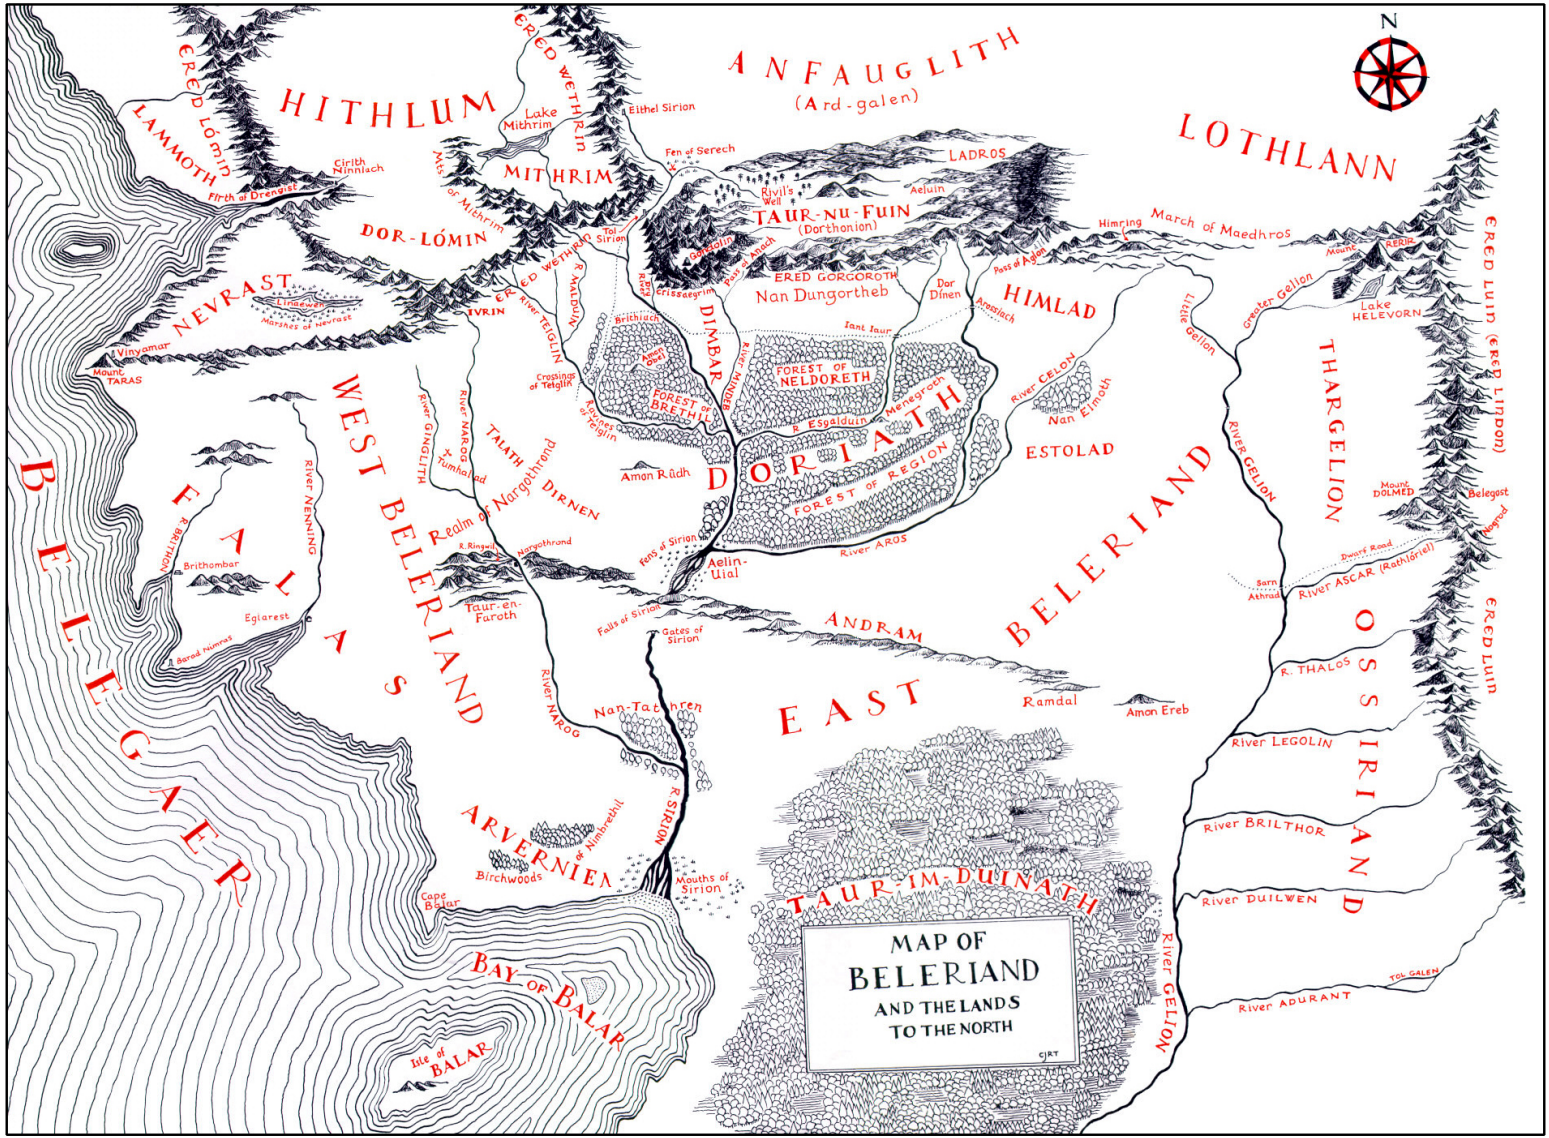 N
ERED LÓMIN
LAMMOTH
HITHLUM
ERED WETHRIN
ANFAUGLITH
(Ard-galen)
LOTHLANN
Lake
Mithrim
Eithel Sirion
Cirith
Ninniach
Firth of Drengist
Mts of Mithrim
MITHRIM
Fen of Serech
LADROS
Rivil's
Well
Aeluin
TAUR-NU-FUIN
(Dorthonion)
DOR-LÓMIN
ERED WETHRIN
Tol
Sirion
Gondolin
Pass of Anach
Crissaegrim
ERED GORGOROTH
Nan Dungortheb
Dor
Dínen
Pass of Aglon
Himring
March of Maedhros
Mount
RERIR
ERED LUIN (ERED LINDON)
NEVRAST
Linaewen
Marshes of Nevrast
Vinyamar
Mount
TARAS
IVRIN
River TEIGLIN
R. MALDUIN
Dry
River
Brithiach
DIMBAR
Iant Iaur
Arossiach
HIMLAD
Little Gelion
Greater Gelion
Lake
HELEVORN
Crossings
of Teiglin
Amon
Obel
FOREST OF
BRETHIL
Ravines
of Teiglin
River MINDEB
FOREST OF
NELDORETH
R. Esgalduin
Menegroth
River CELON
Nan Elmoth
ESTOLAD
THARGELION
WEST BELERIAND
River GINGLITH
River NAROG
Tumhalad
TALATH DIRNEN
Realm of Nargothrond
Amon Rûdh
DORIATH
FOREST OF REGION
River GELION
Mount
DOLMED
Belegost
Nogrod
BELEGAER
FALAS
R. BRITHON
River NENNING
Brithombar
Eglarest
Barad Nimras
R. Ringwil
Nargothrond
Taur-en-
Faroth
Fens of Sirion
Aelin-
Uial
River AROS
Falls of Sirion
Gates of
Sirion
ANDRAM
EAST BELERIAND
Ramdal
Amon Ereb
Sarn
Athrad
Dwarf Road
River ASCAR (Rathlóriel)
OSSIRIAND
ERED LUIN
R. THALOS
River LEGOLIN
River BRILTHOR
River DUILWEN
TOL GALEN
River ADURANT
River NAROG
Nan-Tathren
R. SIRION
ARVERNIEN
Birchwoods
of Nimbrethil
Mouths of
Sirion
Cape
Balar
BAY OF BALAR
Isle of
BALAR
TAUR-IM-DUINATH
River GELION
MAP OF
BELERIAND
AND THE LANDS
TO THE NORTH
CJRT